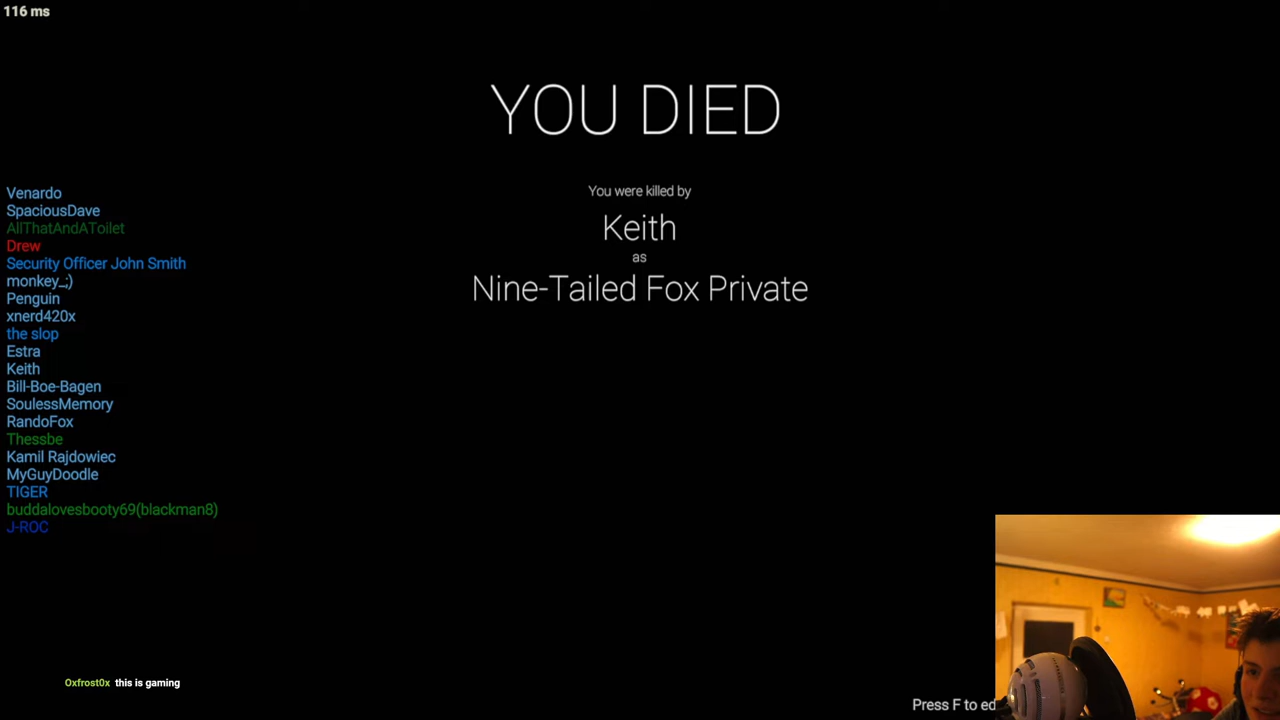 116 ms
YOU DIED
You were killed by
Keith
as
Nine-Tailed Fox Private
Venardo
SpaciousDave
AllThatAndAToilet
Drew
Security Officer John Smith
monkey_;)
Penguin
xnerd420x
the slop
Estra
Keith
Bill-Boe-Bagen
SoulessMemory
RandoFox
Thessbe
Kamil Rajdowiec
MyGuyDoodle
TIGER
buddalovesbooty69(blackman8)
J-ROC
Oxfrost0x this is gaming
Press F to ed